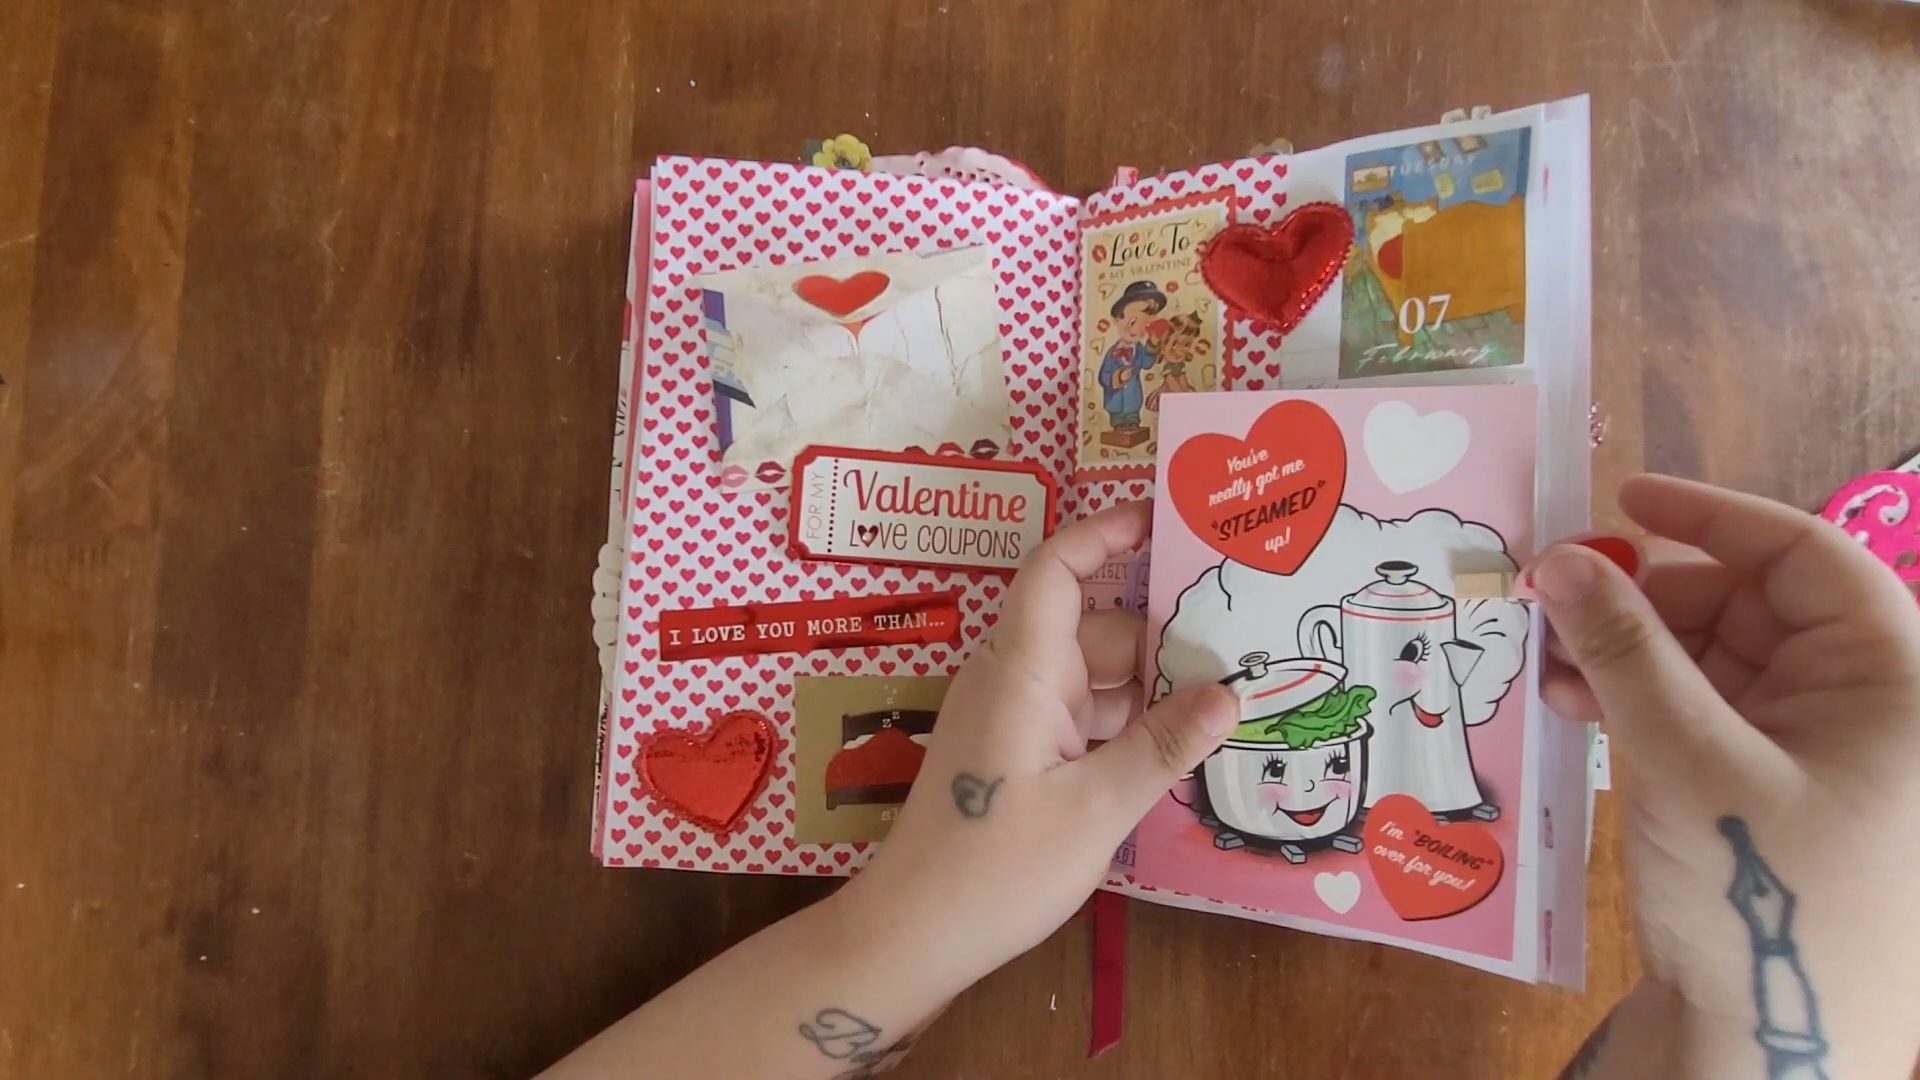 FOR MY
Valentine
Love COUPONS
I LOVE YOU MORE THAN...
z
z
z
Love To
MY VALENTINE
TUESDAY
07
February
You've
really got me
"STEAMED"
up!
I'm "BOILING"
over for you!